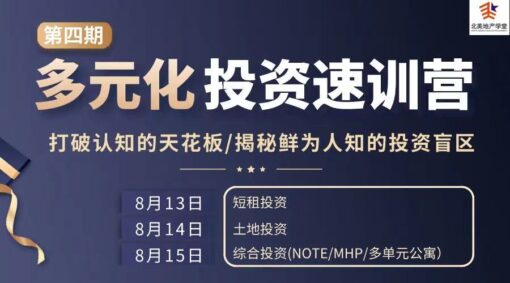 北美地产学堂
第四期
多元化投资速训营
打破认知的天花板/揭秘鲜为人知的投资盲区
8月13日 短租投资
8月14日 土地投资
8月15日 综合投资(NOTE/MHP/多单元公寓)